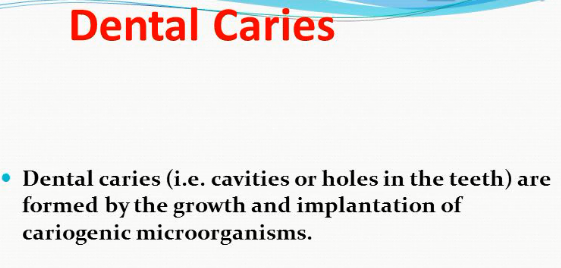 Dental Caries
Dental caries (i.e. cavities or holes in the teeth) are
formed by the growth and implantation of
cariogenic microorganisms.